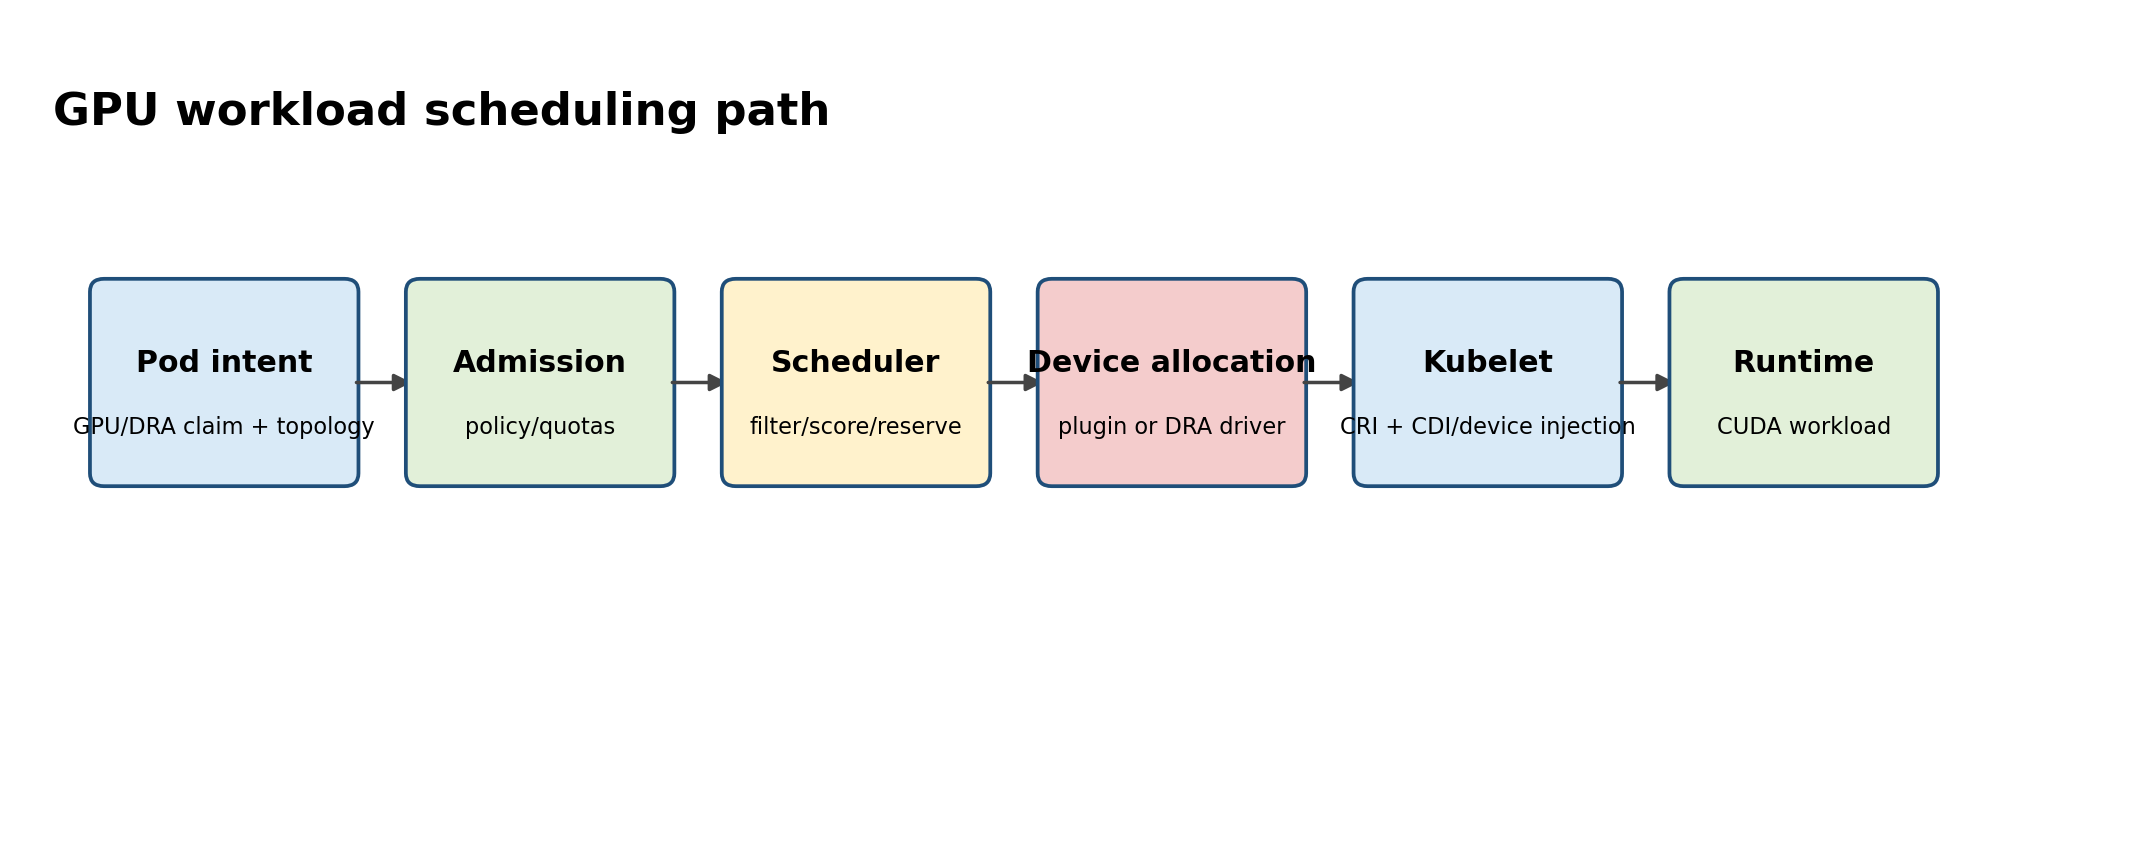 GPU workload scheduling path
Pod intent
GPU/DRA claim + topology
Admission
policy/quotas
Scheduler
filter/score/reserve
Device allocation
plugin or DRA driver
Kubelet
CRI + CDI/device injection
Runtime
CUDA workload